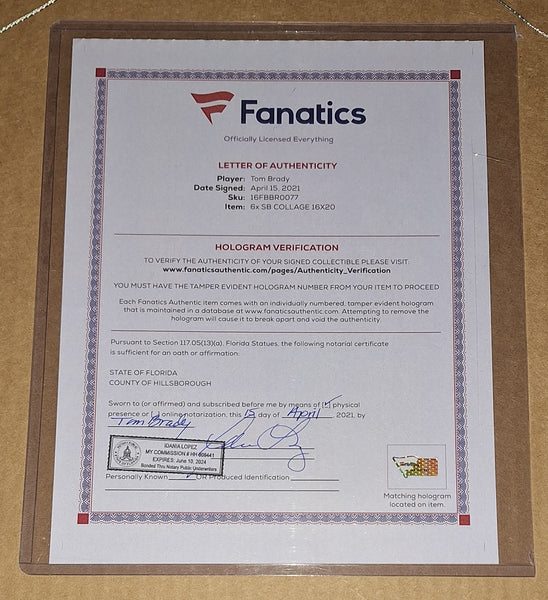 Fanatics
Officially Licensed Everything
LETTER OF AUTHENTICITY
Player: Tom Brady
Date Signed: April 15, 2021
Sku: 16FBBR0077
Item: 6x SB COLLAGE 16X20
HOLOGRAM VERIFICATION
TO VERIFY THE AUTHENTICITY OF YOUR SIGNED COLLECTIBLE PLEASE VISIT:
www.fanaticsauthentic.com/pages/Authenticity_Verification
YOU MUST HAVE THE TAMPER EVIDENT HOLOGRAM NUMBER FROM YOUR ITEM TO PROCEED
Each Fanatics Authentic item comes with an individually numbered, tamper evident hologram
that is maintained in a database at www.fanaticsauthentic.com. Attempting to remove the
hologram will cause it to break apart and void the authenticity.
Pursuant to Section 117.05(13)(a), Florida Statues, the following notarial certificate
is sufficient for an oath or affirmation:
STATE OF FLORIDA
COUNTY OF HILLSBOROUGH
Sworn to (or affirmed) and subscribed before me by means of [✓] physical
presence or [ ] online notarization, this 15 day of April, 2021, by
Tom Brady
IDANIA LOPEZ
MY COMMISSION # HH 008441
EXPIRES: June 10, 2024
Bonded Thru Notary Public Underwriters
Personally Known ✓ OR Produced Identification
Matching hologram
located on item.